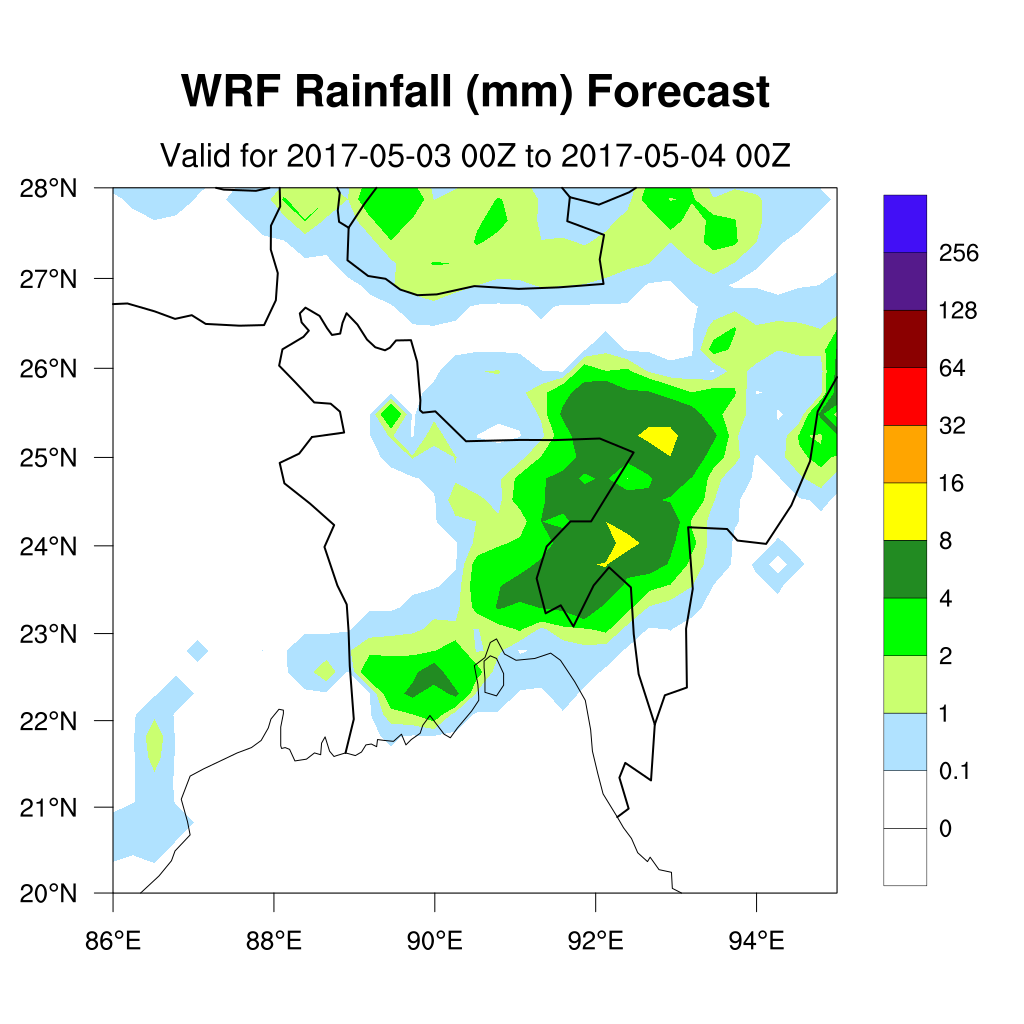 WRF Rainfall (mm) Forecast
Valid for 2017-05-03 00Z to 2017-05-04 00Z
28°N
27°N
26°N
25°N
24°N
23°N
22°N
21°N
20°N
86°E 88°E 90°E 92°E 94°E
256
128
64
32
16
8
4
2
1
0.1
0